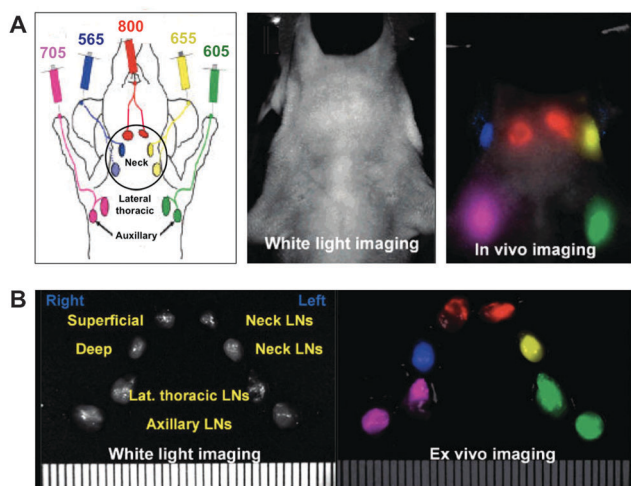 A
800
565
655
705
605
Neck
Lateral
thoracic
Auxillary
White light imaging
In vivo imaging
B
Right
Left
Superficial
Neck LNs
Deep
Neck LNs
Lat. thoracic LNs
Axillary LNs
White light imaging
Ex vivo imaging